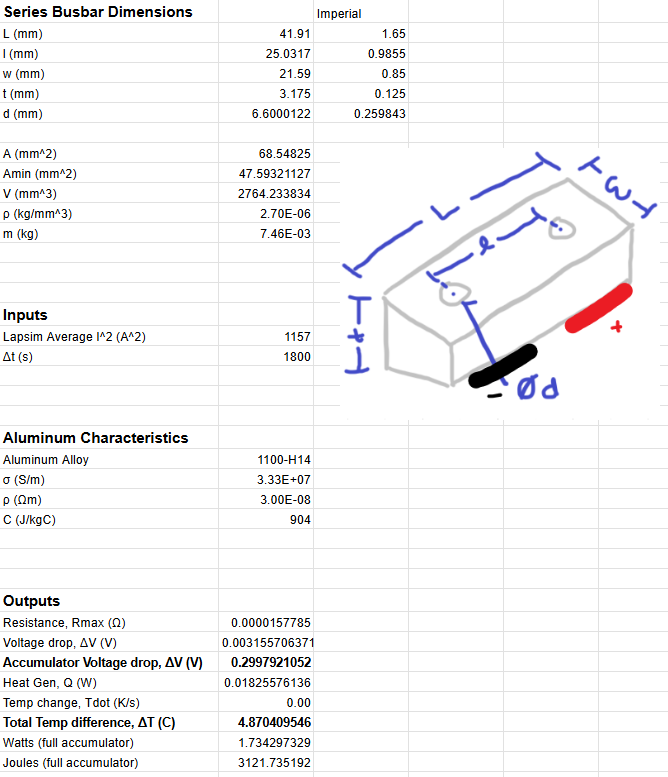 Series Busbar Dimensions Imperial
L (mm) 41.91 1.65
l (mm) 25.0317 0.9855
w (mm) 21.59 0.85
t (mm) 3.175 0.125
d (mm) 6.6000122 0.259843
A (mm^2) 68.54825
Amin (mm^2) 47.59321127
V (mm^3) 2764.233834
ρ (kg/mm^3) 2.70E-06
m (kg) 7.46E-03
L
w
l
t
+
- Ød
Inputs
Lapsim Average I^2 (A^2) 1157
Δt (s) 1800
Aluminum Characteristics
Aluminum Alloy 1100-H14
σ (S/m) 3.33E+07
ρ (Ωm) 3.00E-08
C (J/kgC) 904
Outputs
Resistance, Rmax (Ω) 0.0000157785
Voltage drop, ΔV (V) 0.003155706371
Accumulator Voltage drop, ΔV (V) 0.2997921052
Heat Gen, Q (W) 0.01825576136
Temp change, Tdot (K/s) 0.00
Total Temp difference, ΔT (C) 4.870409546
Watts (full accumulator) 1.734297329
Joules (full accumulator) 3121.735192